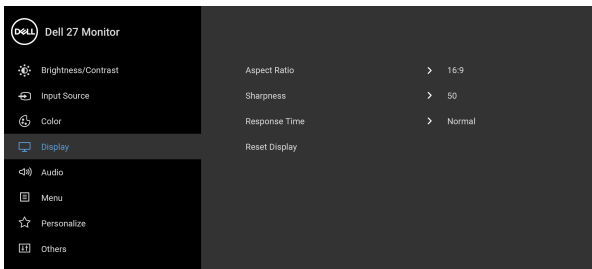 DELL Dell 27 Monitor
Brightness/Contrast
Input Source
Color
Display
Audio
Menu
Personalize
Others
Aspect Ratio > 16:9
Sharpness > 50
Response Time > Normal
Reset Display